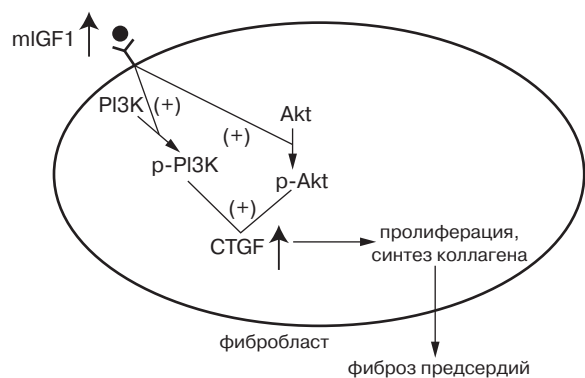 mIGF1
PI3K
(+)
(+)
Akt
p-PI3K
p-Akt
(+)
CTGF
пролиферация,
синтез коллагена
фибробласт
фиброз предсердий